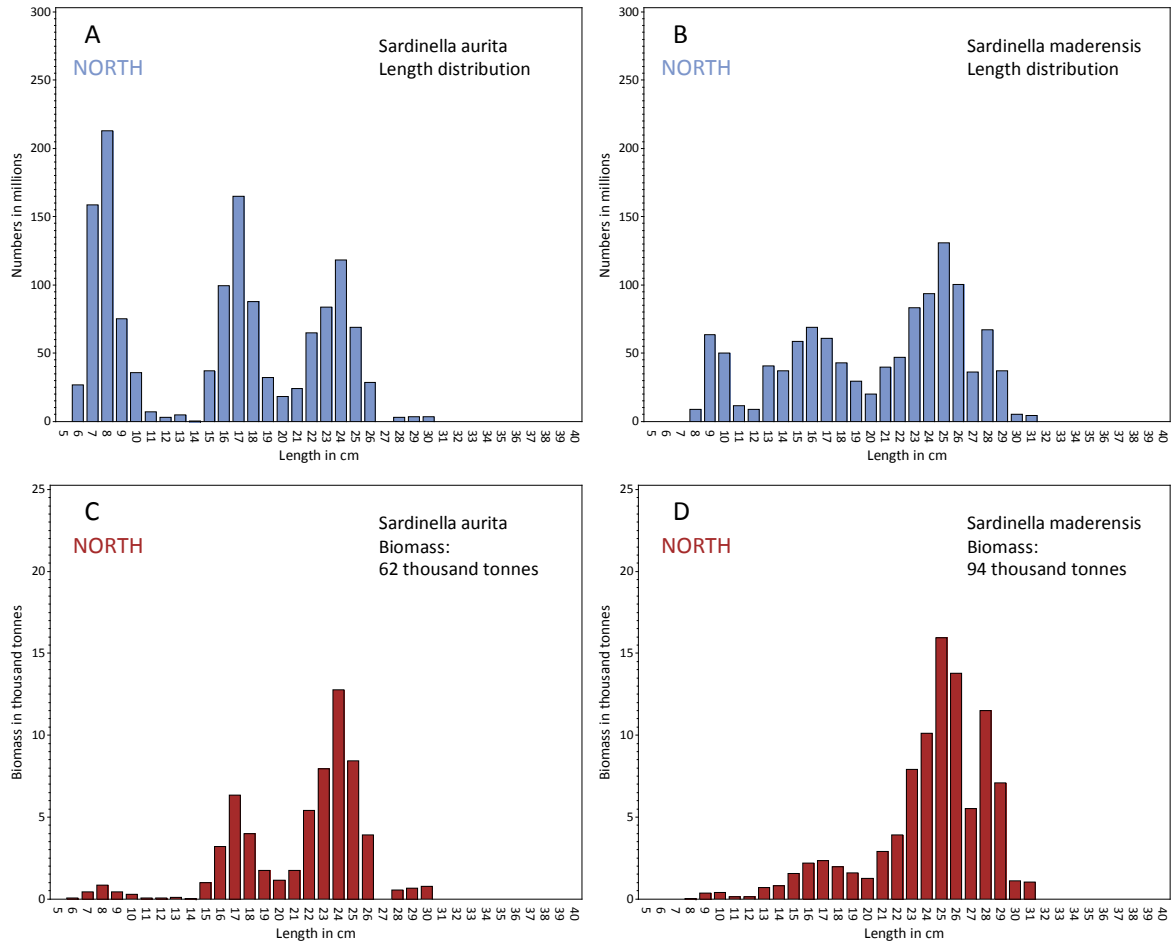 A
NORTH
Sardinella aurita
Length distribution
Numbers in millions
300
250
200
150
100
50
0
5 6 7 8 9 10 11 12 13 14 15 16 17 18 19 20 21 22 23 24 25 26 27 28 29 30 31 32 33 34 35 36 37 38 39 40
Length in cm
B
NORTH
Sardinella maderensis
Length distribution
Numbers in millions
300
250
200
150
100
50
0
5 6 7 8 9 10 11 12 13 14 15 16 17 18 19 20 21 22 23 24 25 26 27 28 29 30 31 32 33 34 35 36 37 38 39 40
Length in cm
C
NORTH
Sardinella aurita
Biomass:
62 thousand tonnes
Biomass in thousand tonnes
25
20
15
10
5
0
5 6 7 8 9 10 11 12 13 14 15 16 17 18 19 20 21 22 23 24 25 26 27 28 29 30 31 32 33 34 35 36 37 38 39 40
Length in cm
D
NORTH
Sardinella maderensis
Biomass:
94 thousand tonnes
Biomass in thousand tonnes
25
20
15
10
5
0
5 6 7 8 9 10 11 12 13 14 15 16 17 18 19 20 21 22 23 24 25 26 27 28 29 30 31 32 33 34 35 36 37 38 39 40
Length in cm